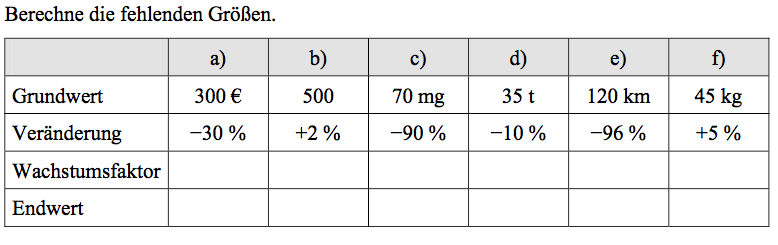 Berechne die fehlenden Größen.
a) b) c) d) e) f)
Grundwert 300 € 500 70 mg 35 t 120 km 45 kg
Veränderung −30 % +2 % −90 % −10 % −96 % +5 %
Wachstumsfaktor
Endwert